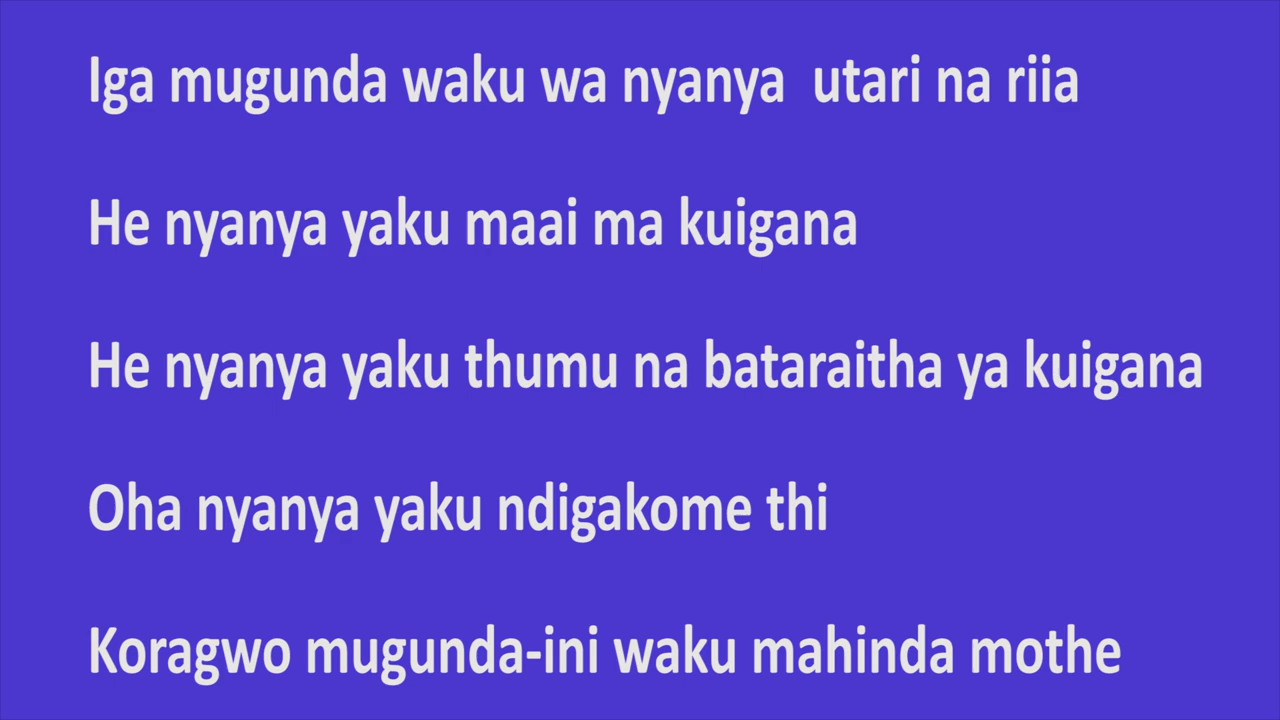 Iga mugunda waku wa nyanya utari na riia
He nyanya yaku maai ma kuigana
He nyanya yaku thumu na bataraitha ya kuigana
Oha nyanya yaku ndigakome thi
Koragwo mugunda-ini waku mahinda mothe